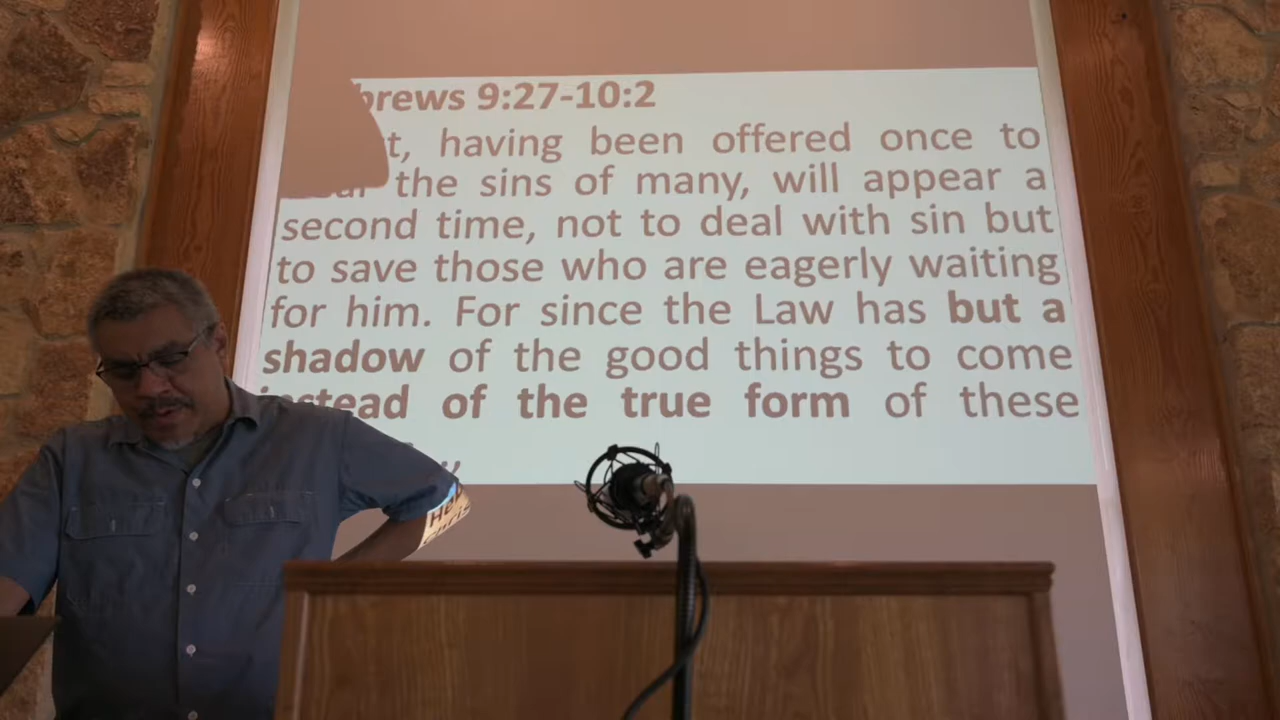 brews 9:27-10:2
t, having been offered once to
the sins of many, will appear a
second time, not to deal with sin but
to save those who are eagerly waiting
for him. For since the Law has but a
shadow of the good things to come
instead of the true form of these
He